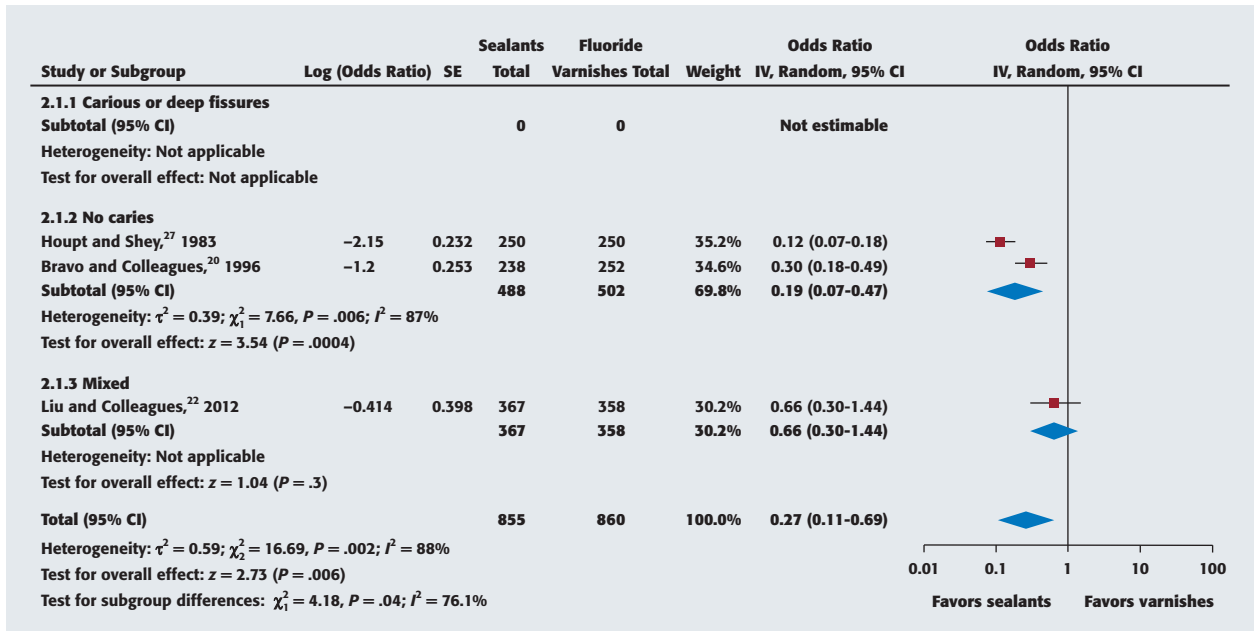 Sealants Fluoride Odds Ratio Odds Ratio
Study or Subgroup Log (Odds Ratio) SE Total Varnishes Total Weight IV, Random, 95% CI IV, Random, 95% CI
2.1.1 Carious or deep fissures
Subtotal (95% CI) 0 0 Not estimable
Heterogeneity: Not applicable
Test for overall effect: Not applicable
2.1.2 No caries
Houpt and Shey,²⁷ 1983 −2.15 0.232 250 250 35.2% 0.12 (0.07-0.18)
Bravo and Colleagues,²⁰ 1996 −1.2 0.253 238 252 34.6% 0.30 (0.18-0.49)
Subtotal (95% CI) 488 502 69.8% 0.19 (0.07-0.47)
Heterogeneity: τ² = 0.39; χ²₁ = 7.66, P = .006; I² = 87%
Test for overall effect: z = 3.54 (P = .0004)
2.1.3 Mixed
Liu and Colleagues,²² 2012 −0.414 0.398 367 358 30.2% 0.66 (0.30-1.44)
Subtotal (95% CI) 367 358 30.2% 0.66 (0.30-1.44)
Heterogeneity: Not applicable
Test for overall effect: z = 1.04 (P = .3)
Total (95% CI) 855 860 100.0% 0.27 (0.11-0.69)
Heterogeneity: τ² = 0.59; χ²₂ = 16.69, P = .002; I² = 88%
Test for overall effect: z = 2.73 (P = .006)
Test for subgroup differences: χ²₁ = 4.18, P = .04; I² = 76.1%
0.01 0.1 1 10 100
Favors sealants Favors varnishes